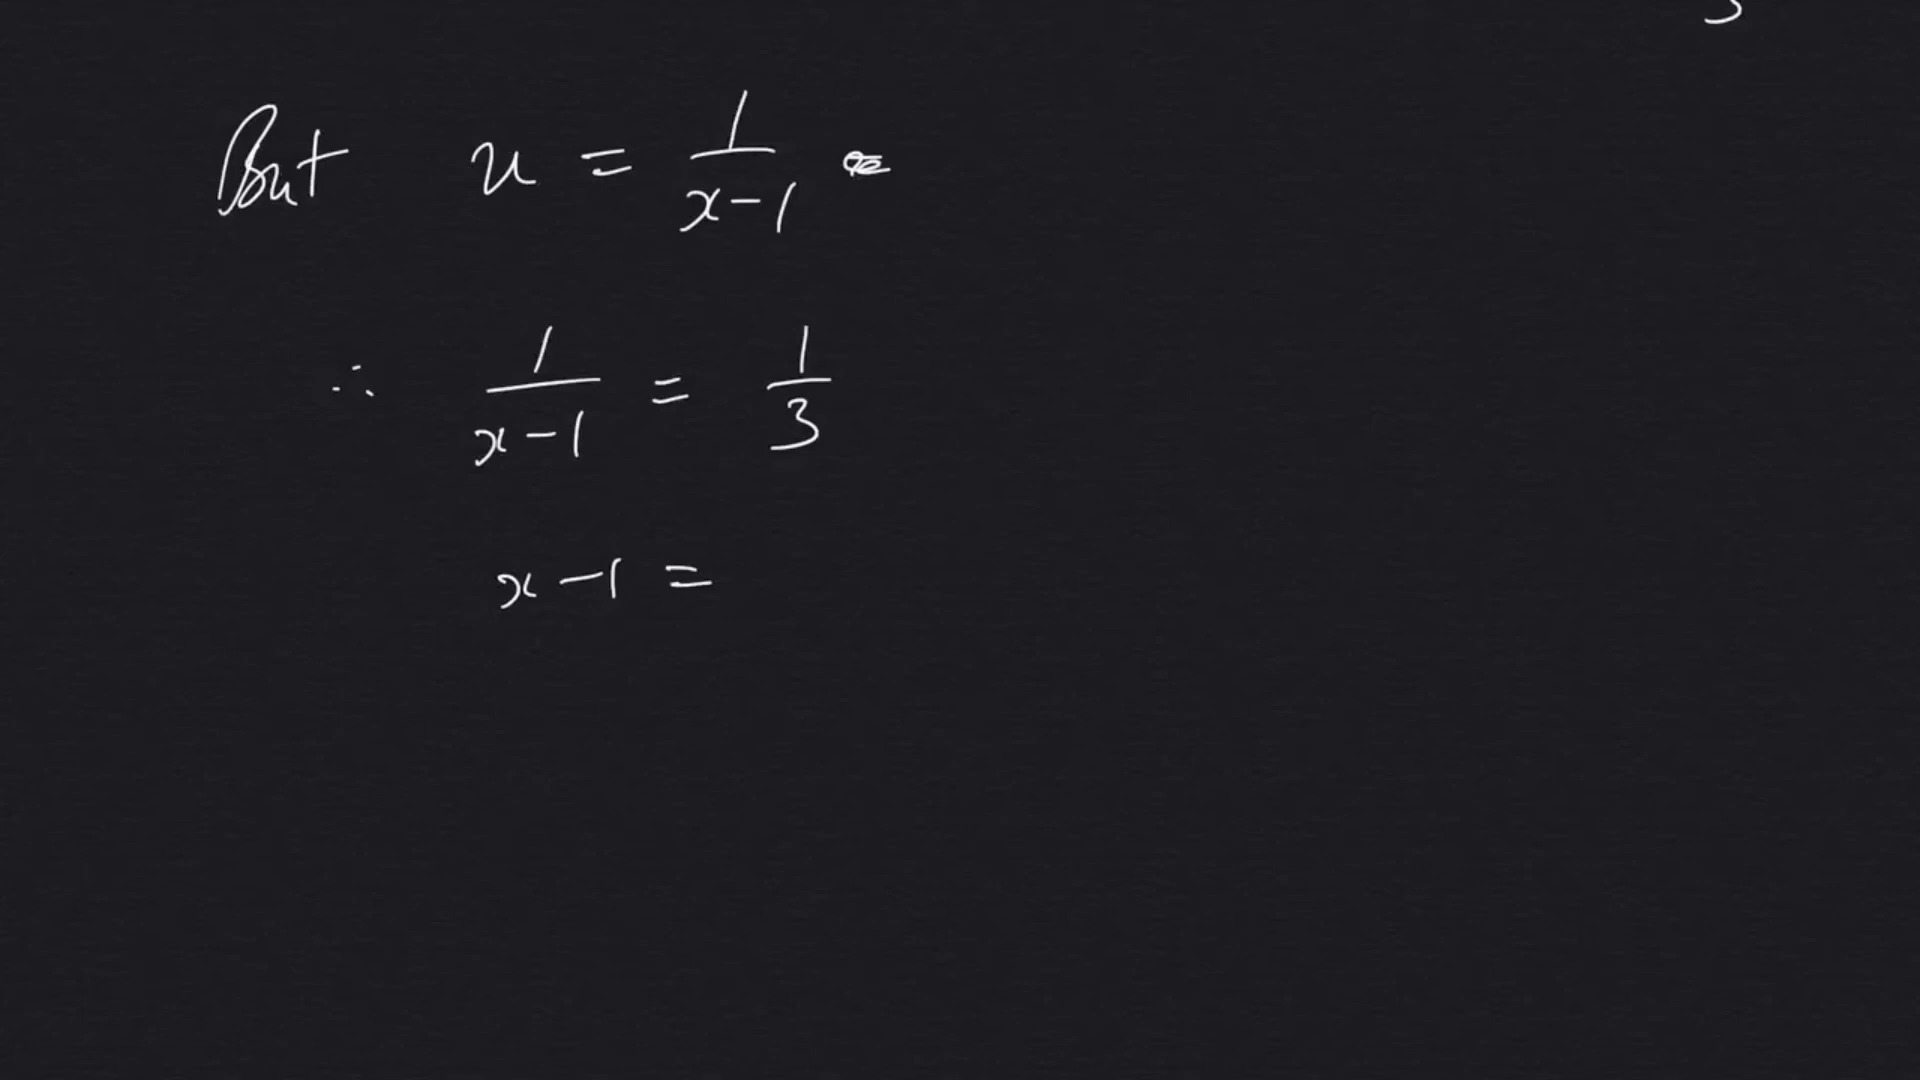 But u = 1/(x-1)
∴ 1/(x-1) = 1/3
x - 1 =